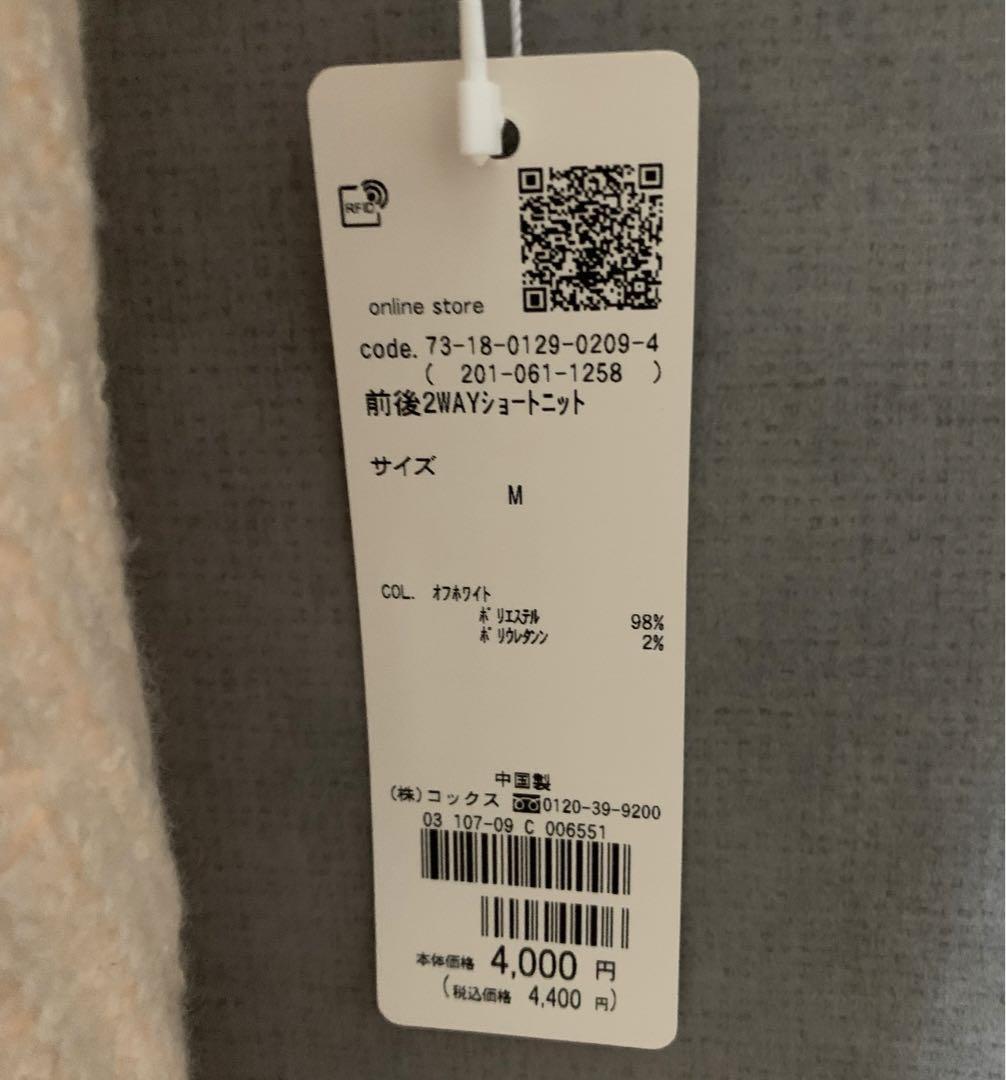 RFID
online store
code. 73-18-0129-0209-4
( 201-061-1258 )
前後2WAYショートニット
サイズ
M
COL. オフホワイト
ポリエステル 98%
ポリウレタンン 2%
中国製
(株)コックス 0120-39-9200
03 107-09 C 006551
本体価格 4,000 円
(税込価格 4,400 円)